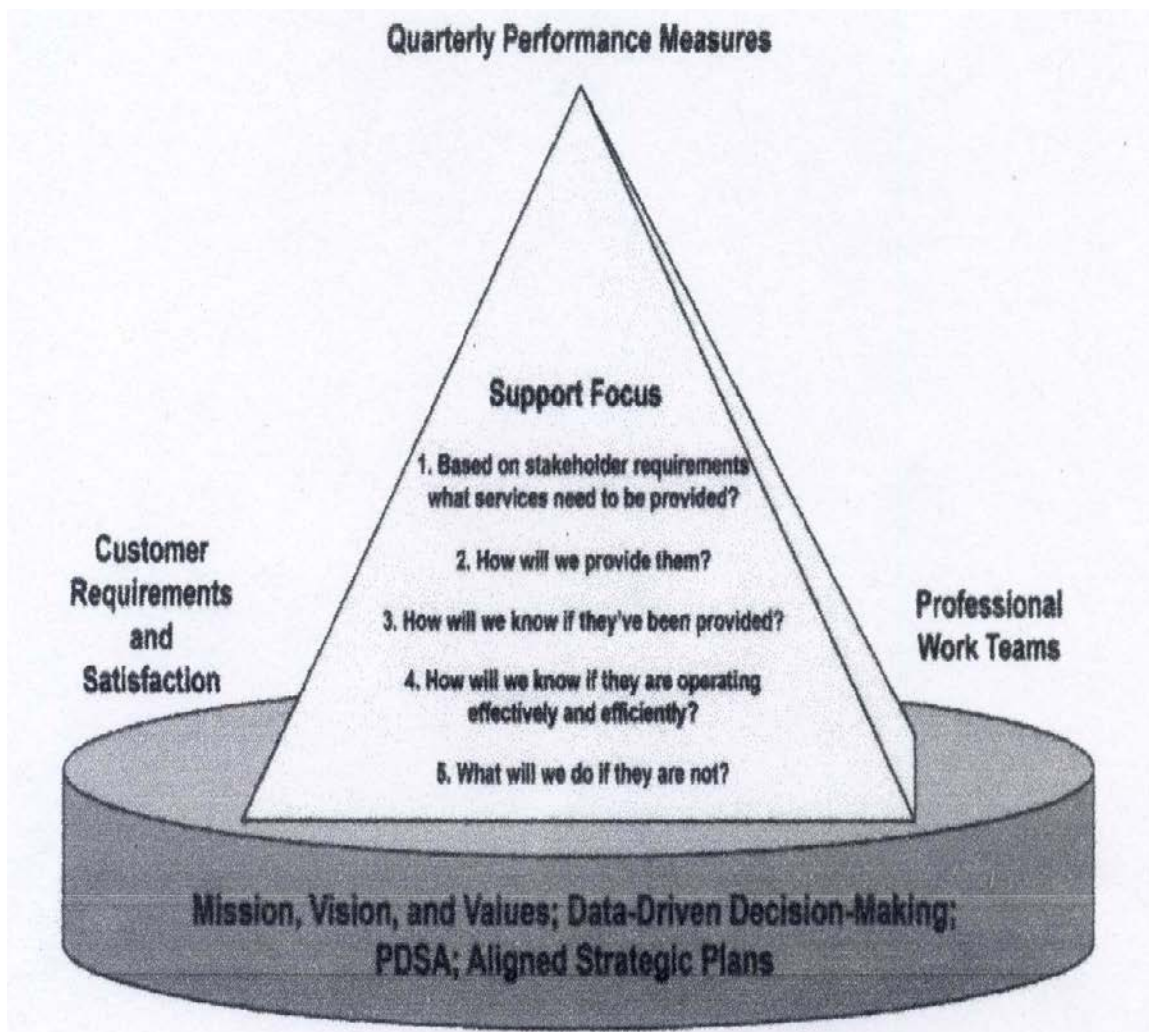 Quarterly Performance Measures
Support Focus
1. Based on stakeholder requirements
what services need to be provided?
2. How will we provide them?
3. How will we know if they've been provided?
4. How will we know if they are operating
effectively and efficiently?
5. What will we do if they are not?
Customer
Requirements
and
Satisfaction
Professional
Work Teams
Mission, Vision, and Values; Data-Driven Decision-Making;
PDSA; Aligned Strategic Plans